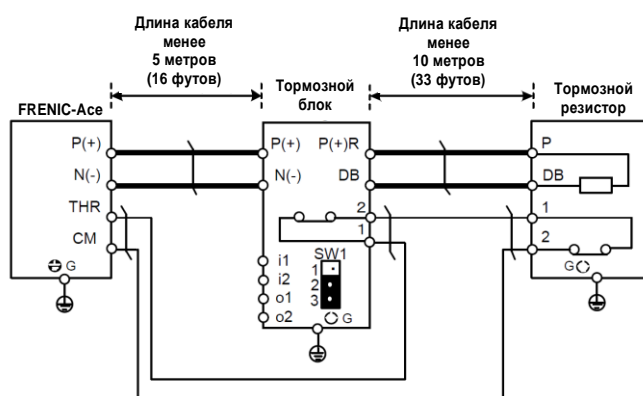 Длина кабеля
менее
5 метров
(16 футов)
Длина кабеля
менее
10 метров
(33 футов)
FRENIC-Ace
Тормозной
блок
Тормозной
резистор
P(+)
N(-)
THR
CM
G
P(+)
N(-)
P(+)R
DB
2
1
SW1
1
2
3
i1
i2
o1
o2
G
P
DB
1
2
G